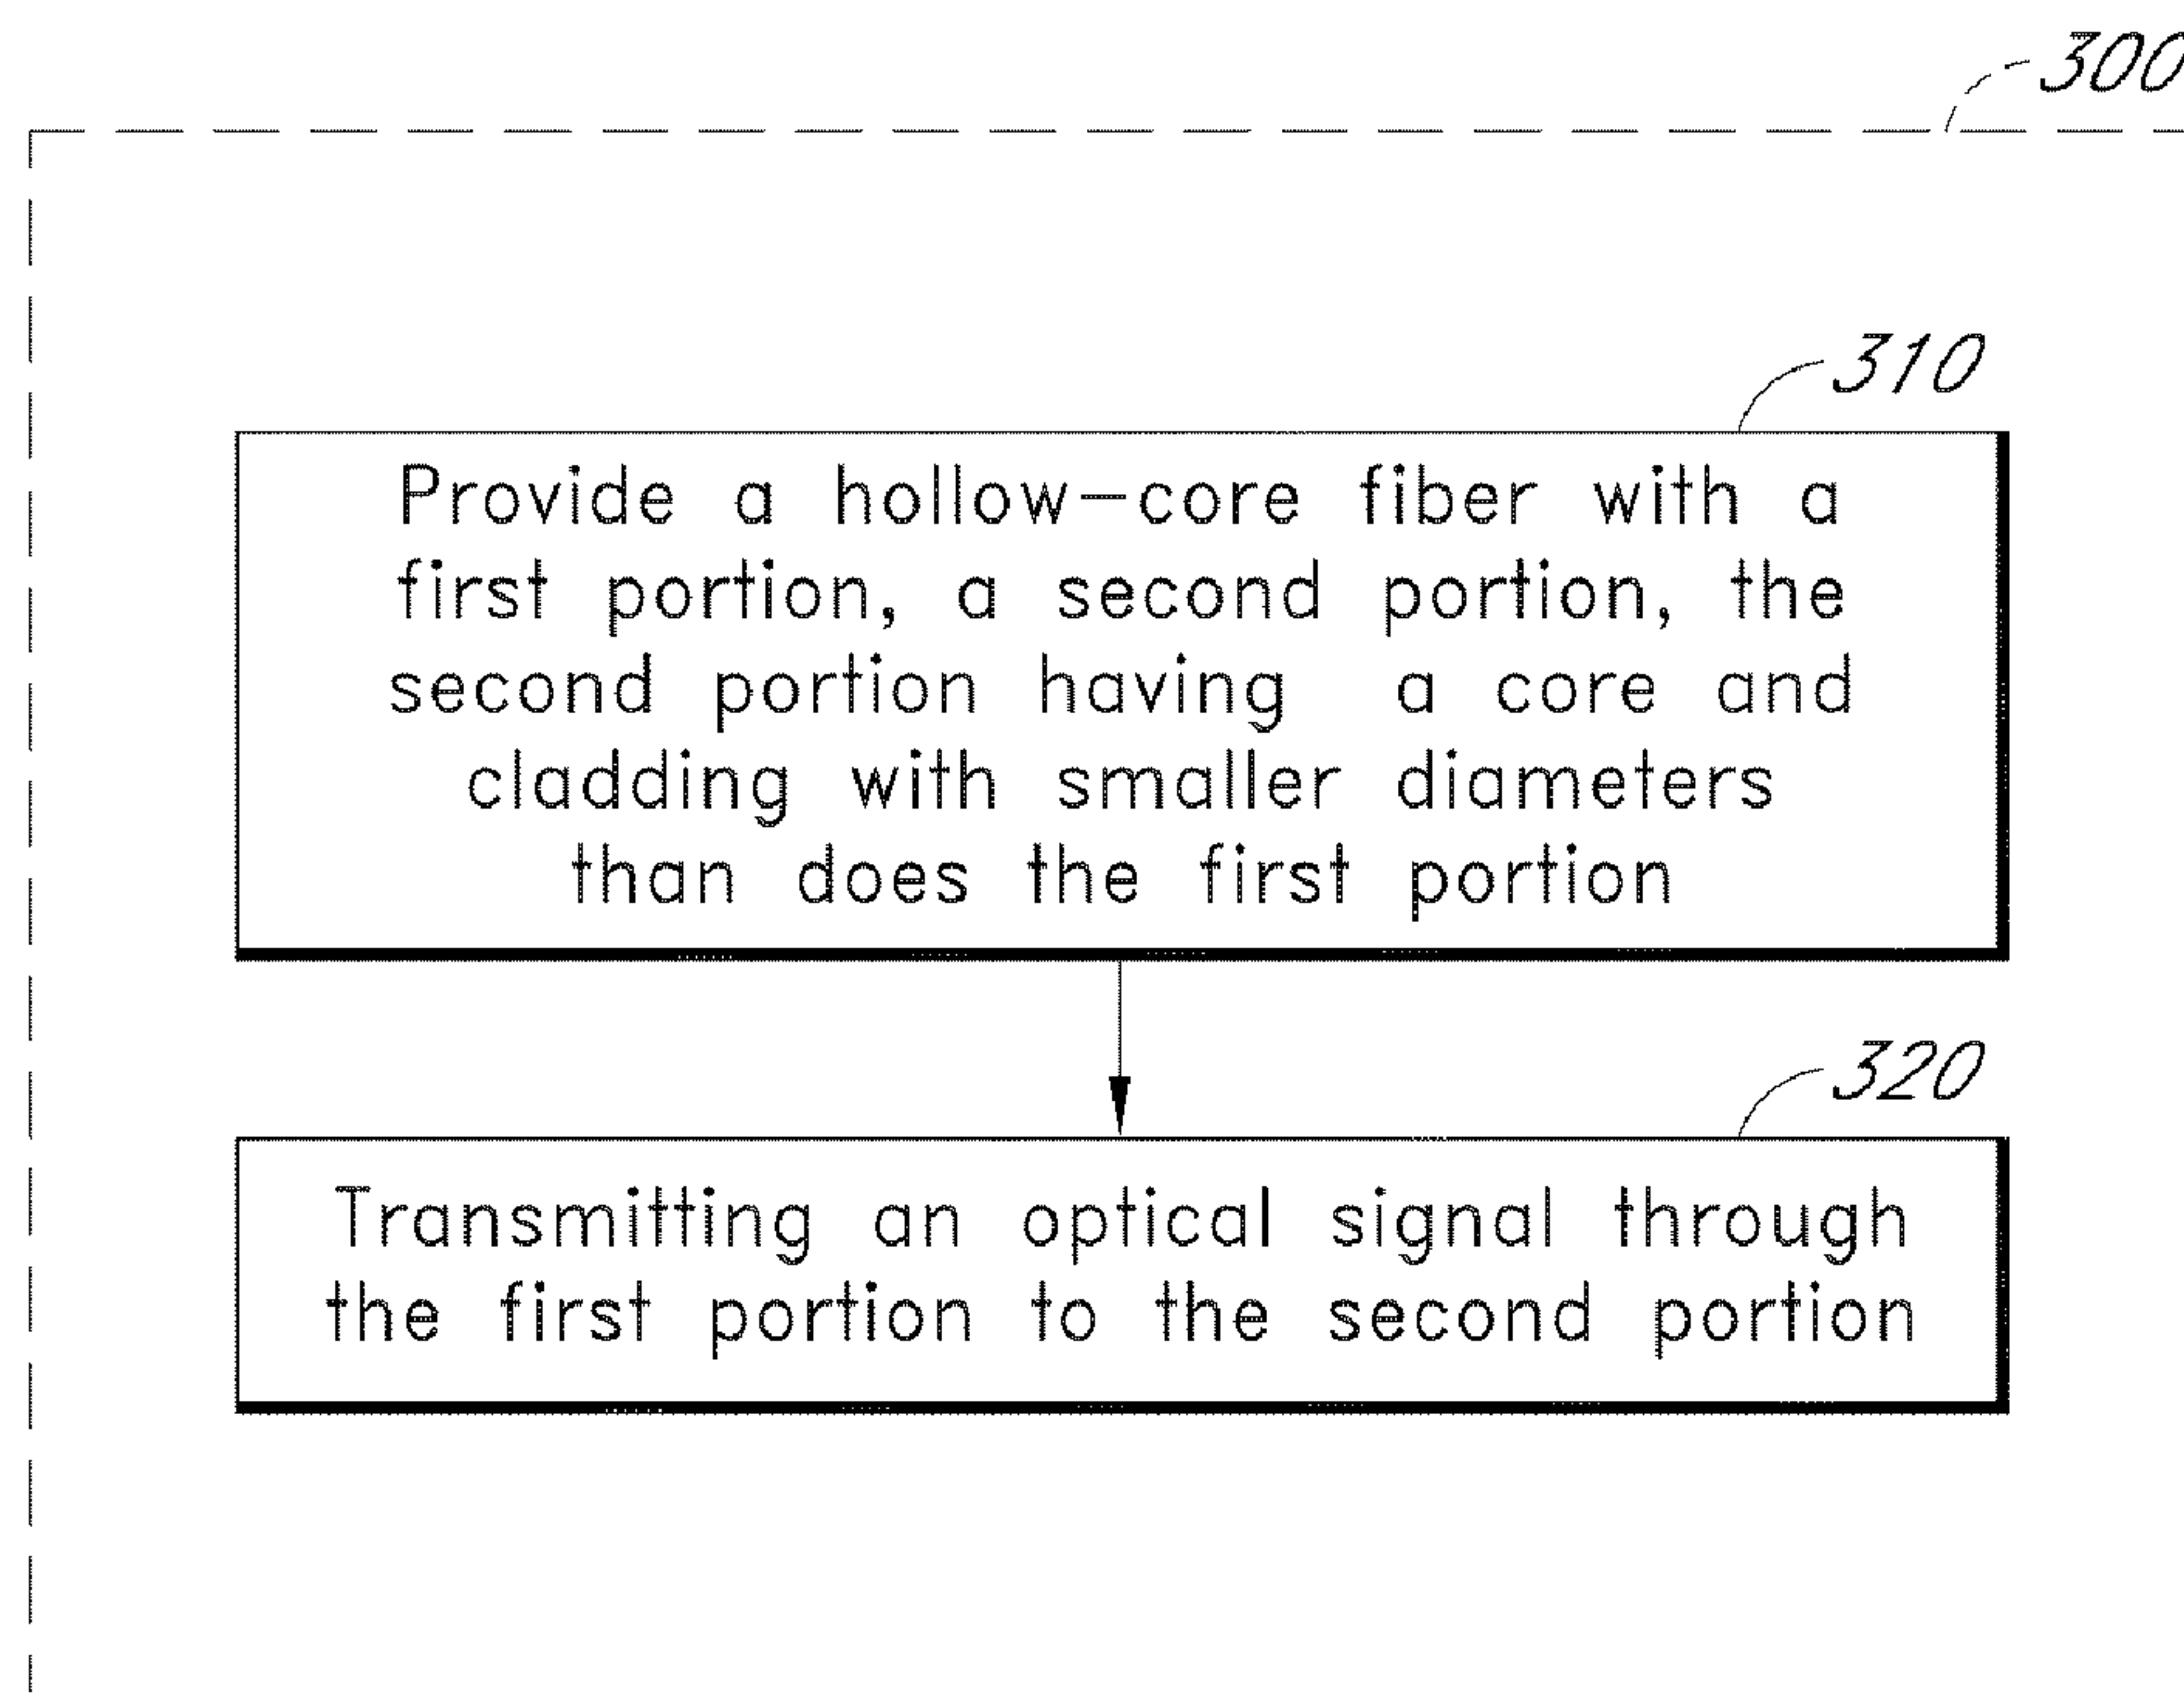 300
310
Provide a hollow-core fiber with a
first portion, a second portion, the
second portion having a core and
cladding with smaller diameters
than does the first portion
320
Transmitting an optical signal through
the first portion to the second portion